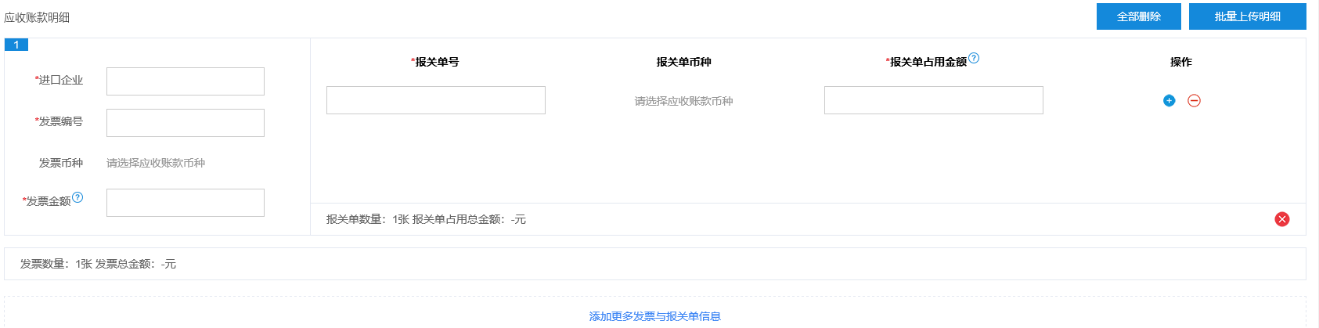 应收账款明细
全部删除
批量上传明细
1
*进口企业
*发票编号
发票币种 请选择应收账款币种
*发票金额?
*报关单号 报关单币种 *报关单占用金额? 操作
请选择应收账款币种
报关单数量：1张 报关单占用总金额：-元
发票数量：1张 发票总金额：-元
添加更多发票与报关单信息